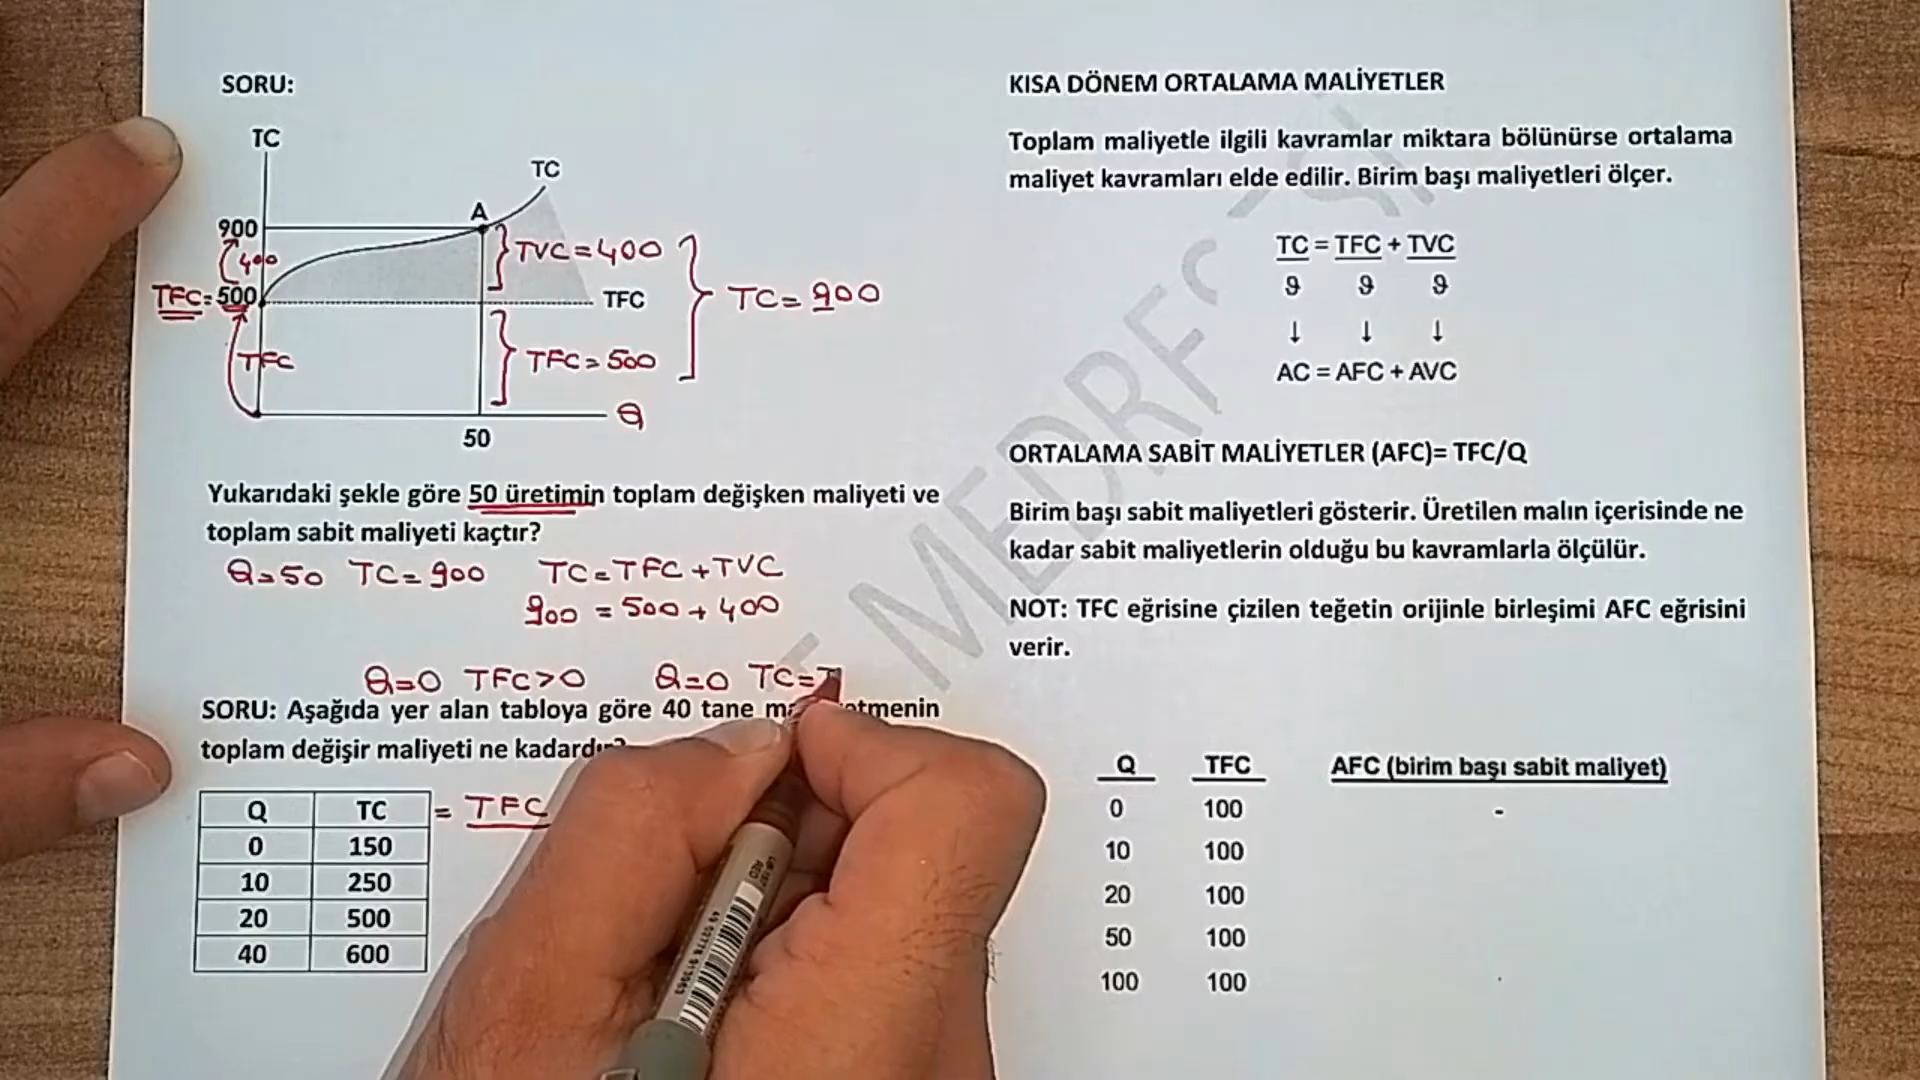 SORU:
TC
TC
A
900
400
TVC=400
TFC=500
TFC
TC=900
TFC
TFC=500
Q
50
Yukarıdaki şekle göre 50 üretimin toplam değişken maliyeti ve
toplam sabit maliyeti kaçtır?
Q=50 TC=900 TC=TFC+TVC
900 = 500 + 400
Q=0 TFC>0 Q=0 TC=T
SORU: Aşağıda yer alan tabloya göre 40 tane etmenin
toplam değişir maliyeti ne kadardır?
Q TC = TFC
0 150
10 250
20 500
40 600
KISA DÖNEM ORTALAMA MALİYETLER
Toplam maliyetle ilgili kavramlar miktara bölünürse ortalama
maliyet kavramları elde edilir. Birim başı maliyetleri ölçer.
TC = TFC + TVC
ϑ ϑ ϑ
↓ ↓ ↓
AC = AFC + AVC
ORTALAMA SABİT MALİYETLER (AFC)= TFC/Q
Birim başı sabit maliyetleri gösterir. Üretilen malın içerisinde ne
kadar sabit maliyetlerin olduğu bu kavramlarla ölçülür.
NOT: TFC eğrisine çizilen teğetin orijinle birleşimi AFC eğrisini
verir.
Q TFC AFC (birim başı sabit maliyet)
0 100 -
10 100
20 100
50 100
100 100